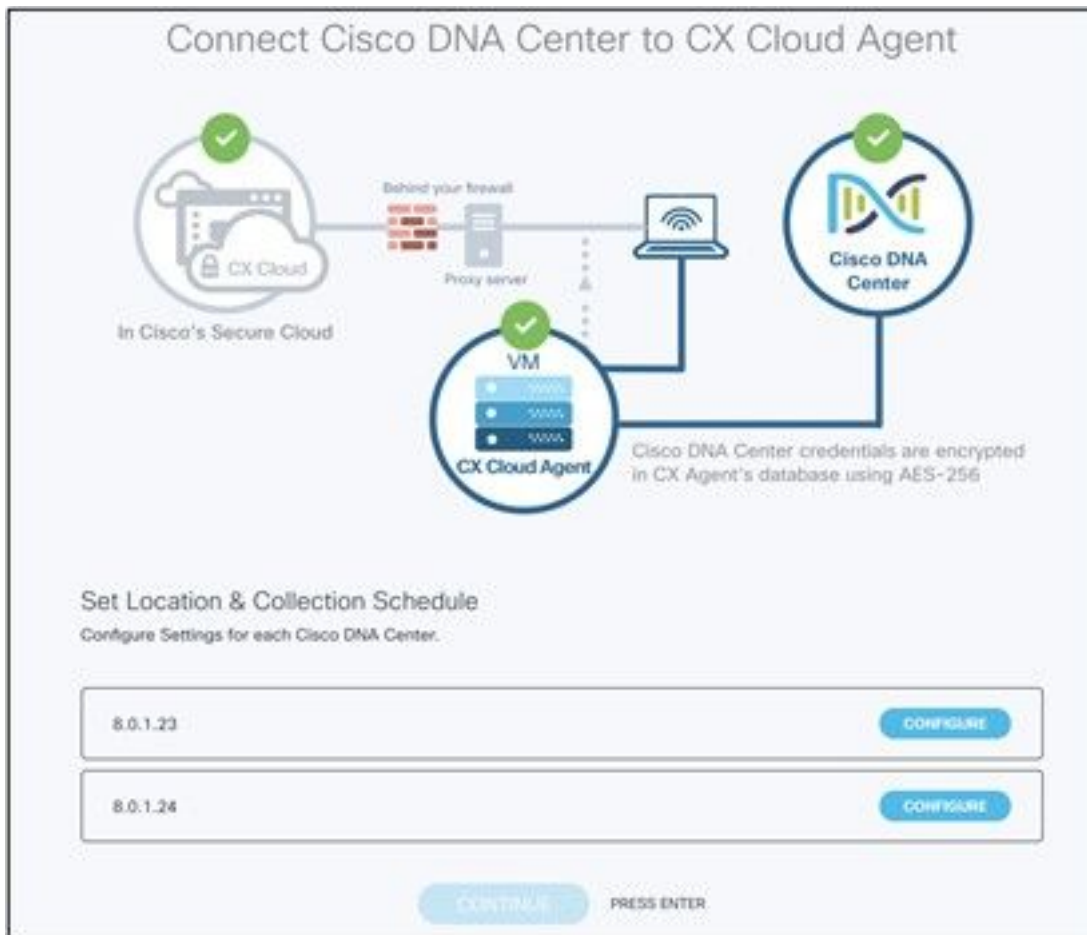 Connect Cisco DNA Center to CX Cloud Agent
Behind your firewall
CX Cloud
Proxy server
Cisco DNA
Center
In Cisco's Secure Cloud
VM
CX Cloud Agent
Cisco DNA Center credentials are encrypted
in CX Agent's database using AES-256
Set Location & Collection Schedule
Configure Settings for each Cisco DNA Center.
8.0.1.23
CONFIGURE
8.0.1.24
CONFIGURE
CONTINUE
PRESS ENTER